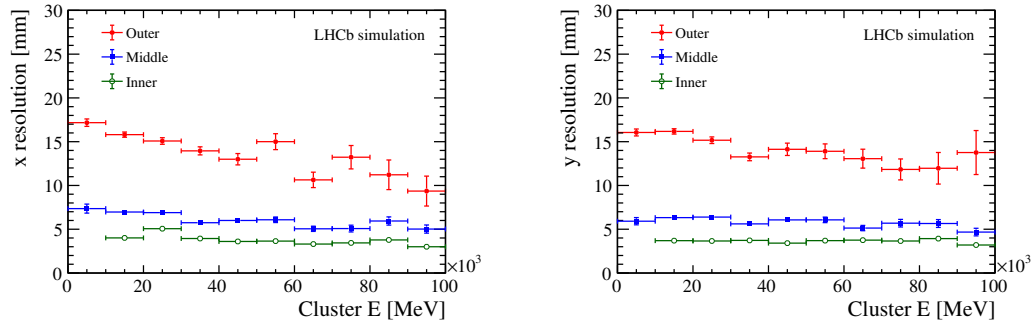 x resolution [mm]
30
25
20
15
10
5
0
Outer
Middle
Inner
LHCb simulation
0 20 40 60 80 100
×10³
Cluster E [MeV]
y resolution [mm]
30
25
20
15
10
5
0
Outer
Middle
Inner
LHCb simulation
0 20 40 60 80 100
×10³
Cluster E [MeV]